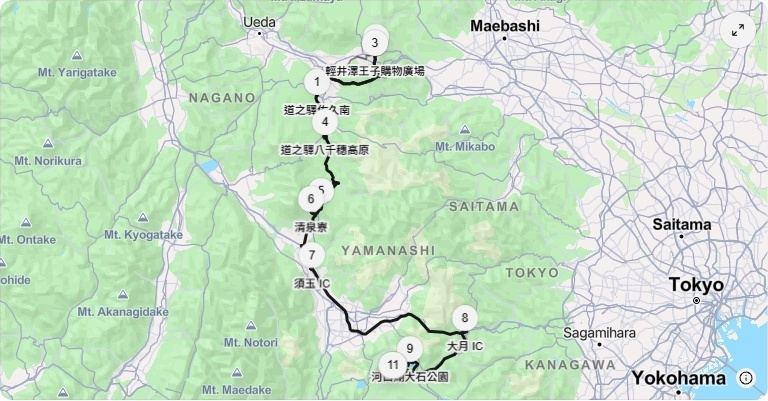 Ueda
Maebashi
3
輕井澤王子購物廣場
Mt. Yarigatake
1
NAGANO
道之驛佐久南
4
道之驛八千穗高原
Mt. Mikabo
Mt. Norikura
5
6
SAITAMA
清泉寮
Saitama
Mt. Kyogatake
Mt. Ontake
YAMANASHI
7
TOKYO
須玉 IC
Tokyo
Mt. Akanagidake
8
Sagamihara
大月 IC
Mt. Notori
9
11
河口湖大石公園
KANAGAWA
Yokohama
Mt. Maedake